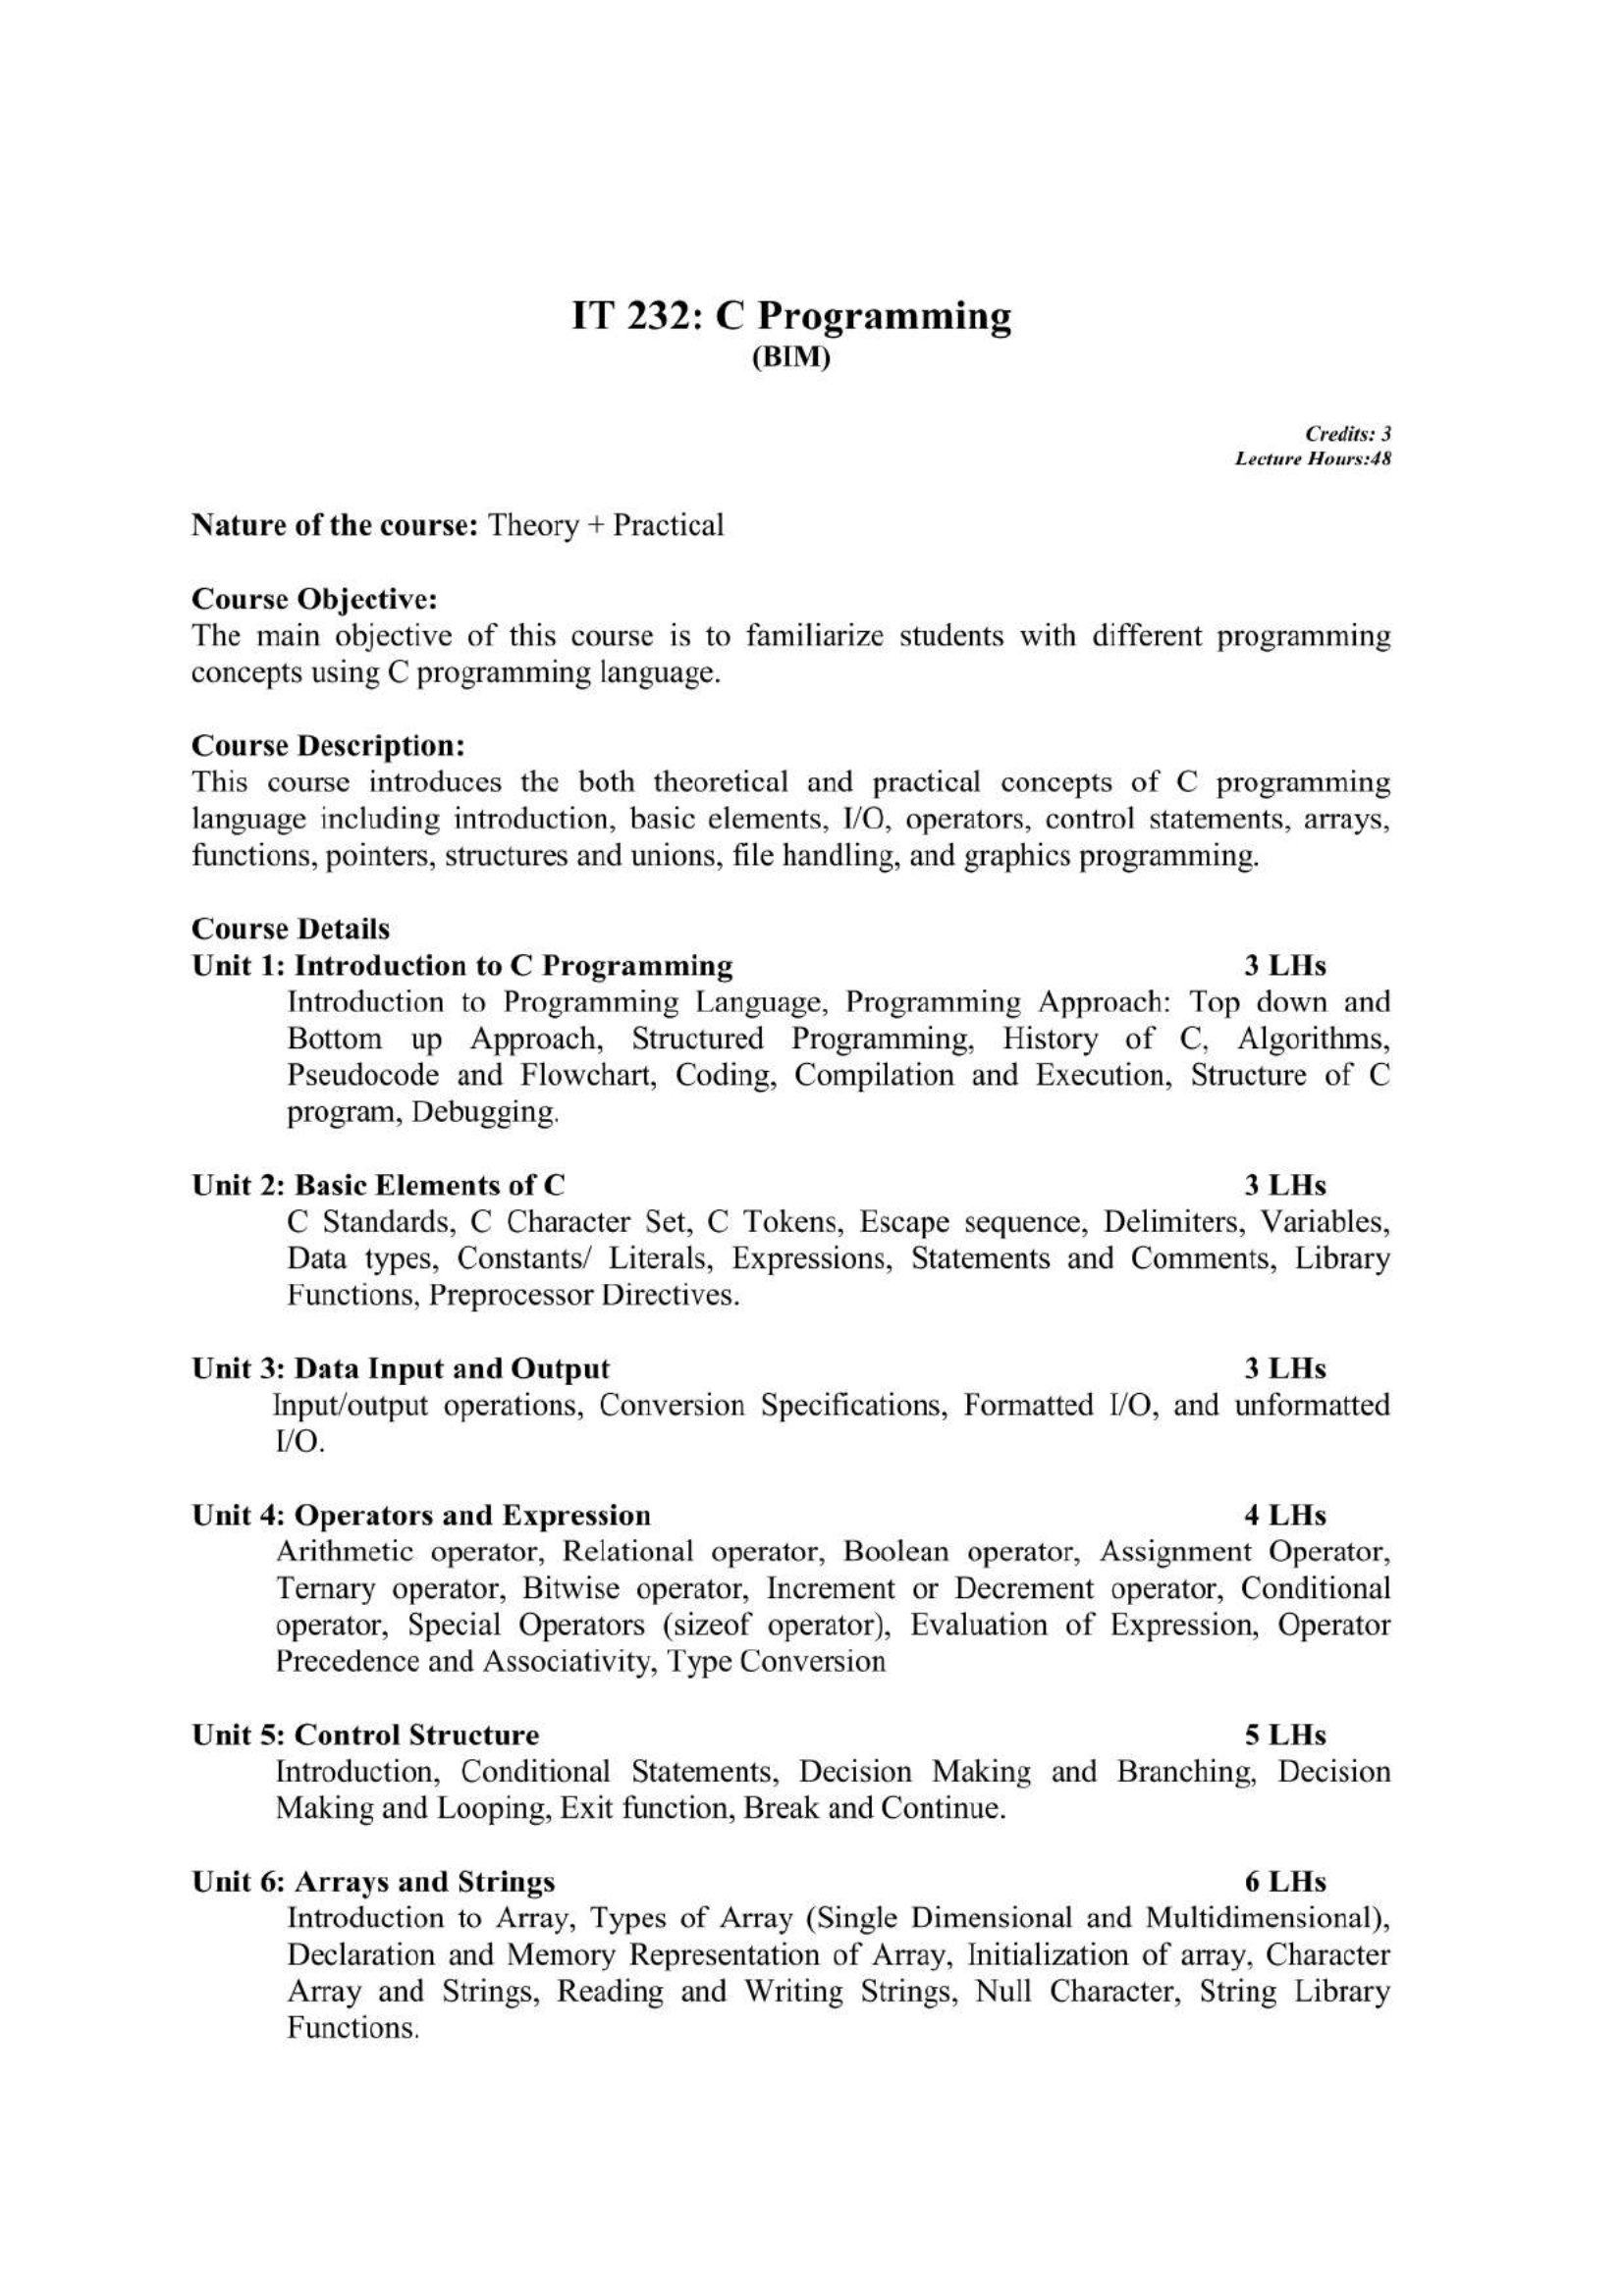 IT 232: C Programming
(BIM)
Credits: 3
Lecture Hours:48
Nature of the course: Theory + Practical
Course Objective:
The main objective of this course is to familiarize students with different programming
concepts using C programming language.
Course Description:
This course introduces the both theoretical and practical concepts of C programming
language including introduction, basic elements, I/O, operators, control statements, arrays,
functions, pointers, structures and unions, file handling, and graphics programming.
Course Details
Unit 1: Introduction to C Programming 3 LHs
Introduction to Programming Language, Programming Approach: Top down and
Bottom up Approach, Structured Programming, History of C, Algorithms,
Pseudocode and Flowchart, Coding, Compilation and Execution, Structure of C
program, Debugging.
Unit 2: Basic Elements of C 3 LHs
C Standards, C Character Set, C Tokens, Escape sequence, Delimiters, Variables,
Data types, Constants/ Literals, Expressions, Statements and Comments, Library
Functions, Preprocessor Directives.
Unit 3: Data Input and Output 3 LHs
Input/output operations, Conversion Specifications, Formatted I/O, and unformatted
I/O.
Unit 4: Operators and Expression 4 LHs
Arithmetic operator, Relational operator, Boolean operator, Assignment Operator,
Ternary operator, Bitwise operator, Increment or Decrement operator, Conditional
operator, Special Operators (sizeof operator), Evaluation of Expression, Operator
Precedence and Associativity, Type Conversion
Unit 5: Control Structure 5 LHs
Introduction, Conditional Statements, Decision Making and Branching, Decision
Making and Looping, Exit function, Break and Continue.
Unit 6: Arrays and Strings 6 LHs
Introduction to Array, Types of Array (Single Dimensional and Multidimensional),
Declaration and Memory Representation of Array, Initialization of array, Character
Array and Strings, Reading and Writing Strings, Null Character, String Library
Functions.